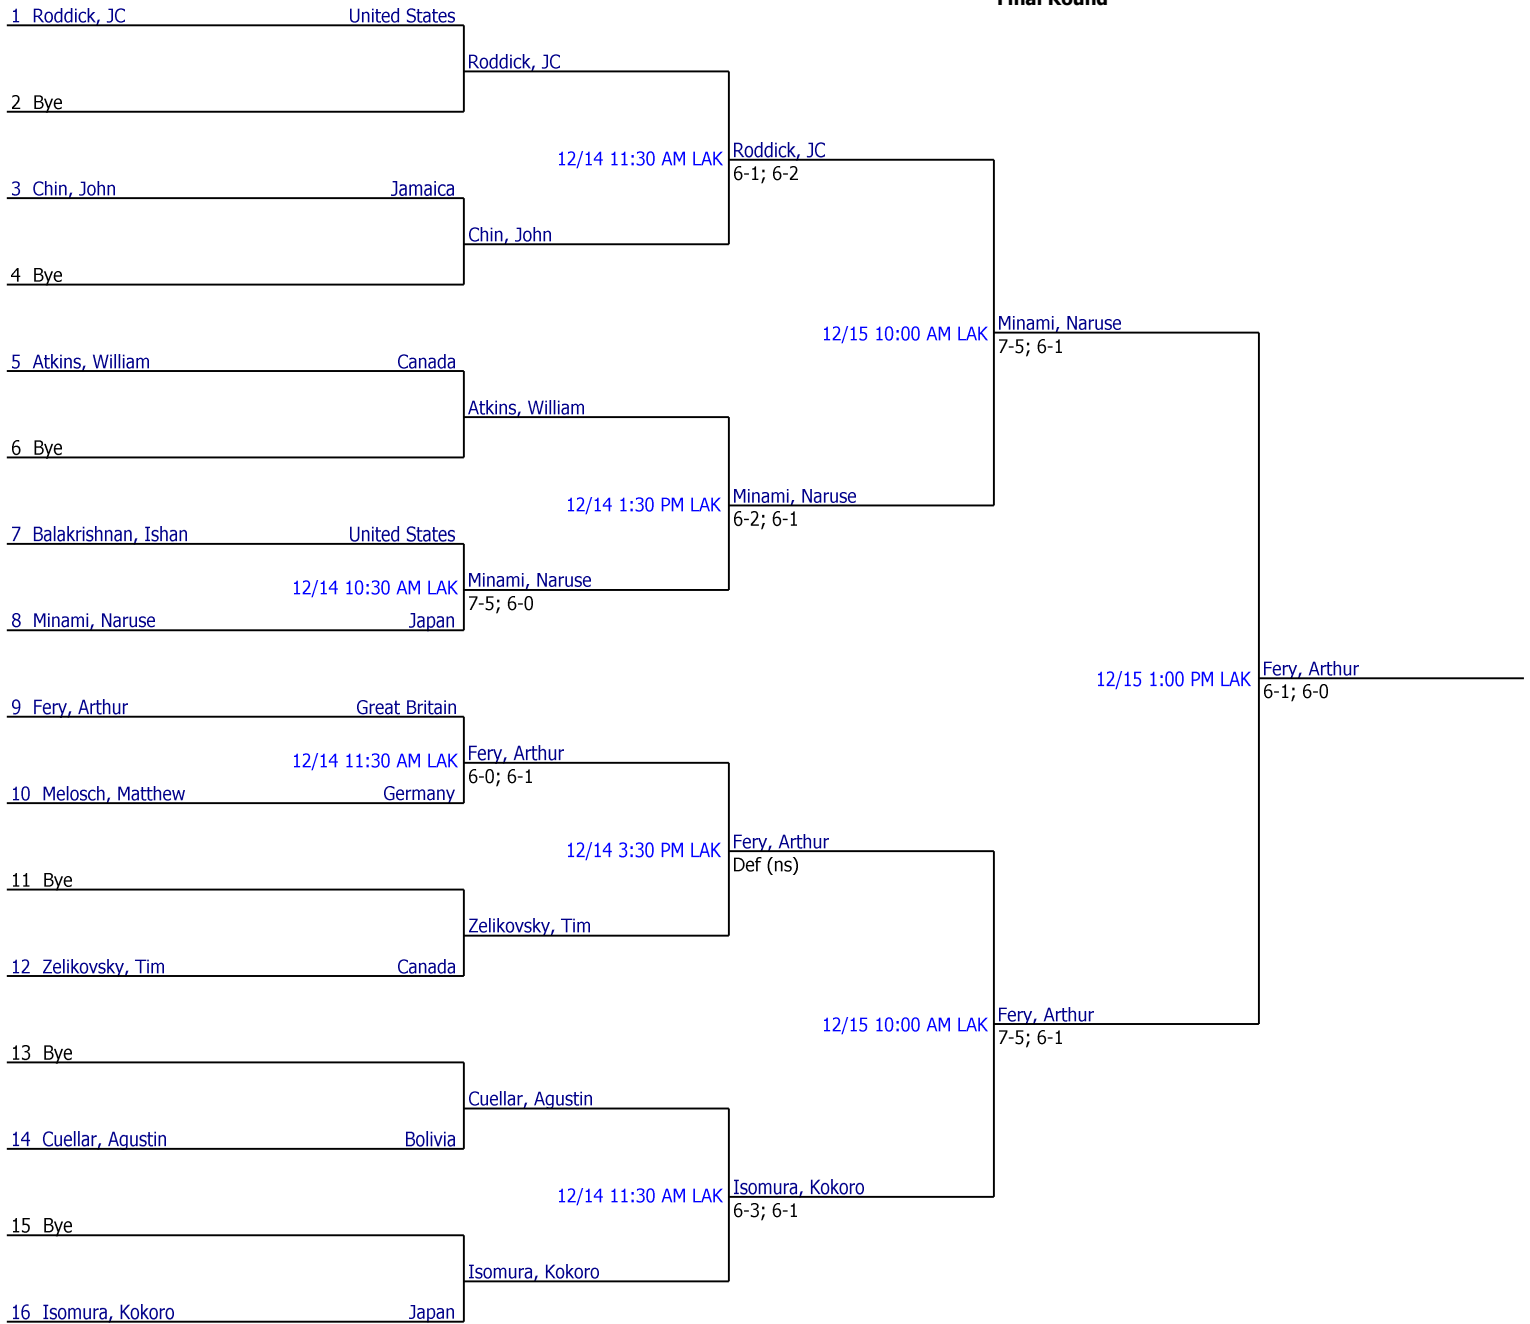 Final Round
1 Roddick, JC United States
Roddick, JC
2 Bye
12/14 11:30 AM LAK Roddick, JC
6-1; 6-2
3 Chin, John Jamaica
Chin, John
4 Bye
12/15 10:00 AM LAK Minami, Naruse
7-5; 6-1
5 Atkins, William Canada
Atkins, William
6 Bye
12/14 1:30 PM LAK Minami, Naruse
6-2; 6-1
7 Balakrishnan, Ishan United States
12/14 10:30 AM LAK Minami, Naruse
7-5; 6-0
8 Minami, Naruse Japan
12/15 1:00 PM LAK Fery, Arthur
6-1; 6-0
9 Fery, Arthur Great Britain
12/14 11:30 AM LAK Fery, Arthur
6-0; 6-1
10 Melosch, Matthew Germany
12/14 3:30 PM LAK Fery, Arthur
Def (ns)
11 Bye
Zelikovsky, Tim
12 Zelikovsky, Tim Canada
12/15 10:00 AM LAK Fery, Arthur
7-5; 6-1
13 Bye
Cuellar, Agustin
14 Cuellar, Agustin Bolivia
12/14 11:30 AM LAK Isomura, Kokoro
6-3; 6-1
15 Bye
Isomura, Kokoro
16 Isomura, Kokoro Japan